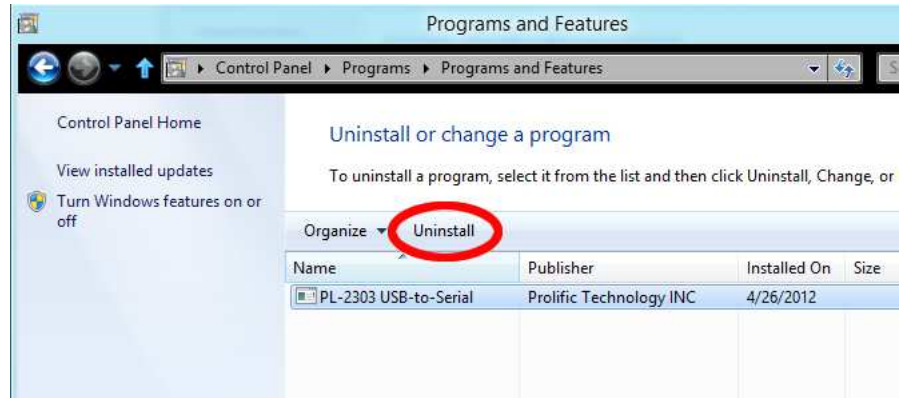 Programs and Features
Control Panel ▸ Programs ▸ Programs and Features
Control Panel Home
View installed updates
Turn Windows features on or
off
Uninstall or change a program
To uninstall a program, select it from the list and then click Uninstall, Change, or
Organize Uninstall
Name Publisher Installed On Size
PL-2303 USB-to-Serial Prolific Technology INC 4/26/2012